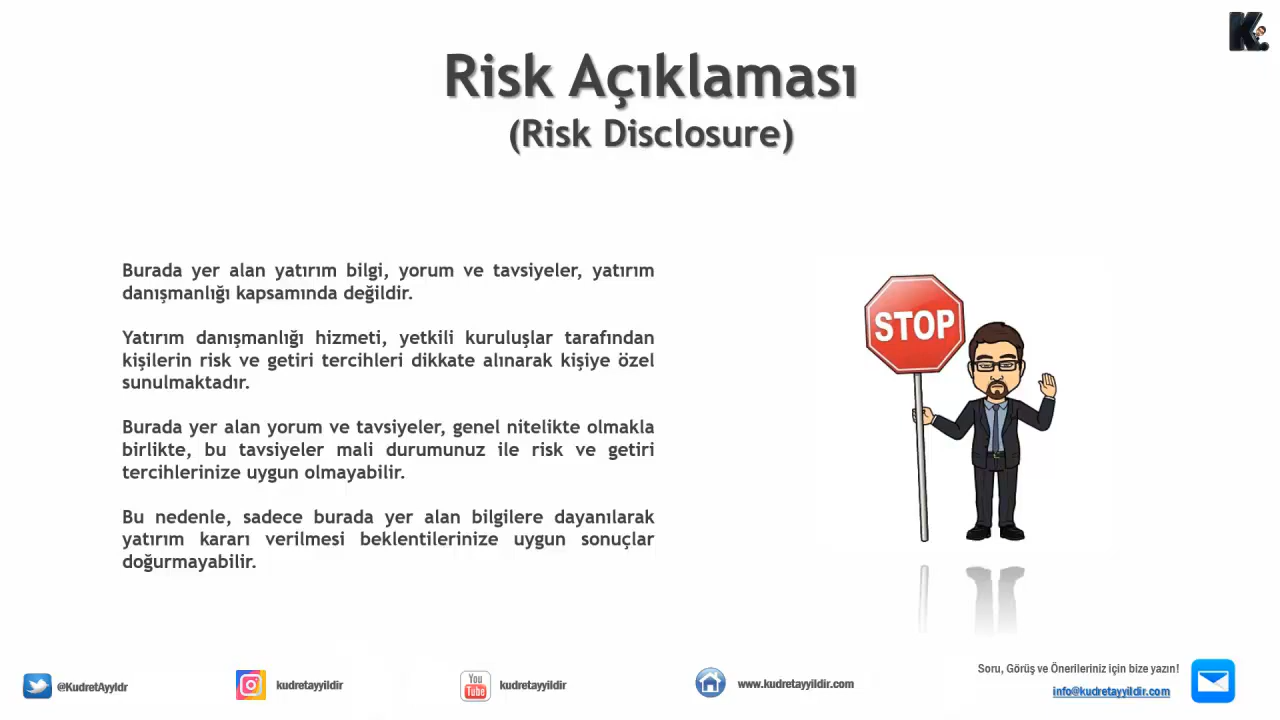 K.
Risk Açıklaması
(Risk Disclosure)
Burada yer alan yatırım bilgi, yorum ve tavsiyeler, yatırım
danışmanlığı kapsamında değildir.
Yatırım danışmanlığı hizmeti, yetkili kuruluşlar tarafından
kişilerin risk ve getiri tercihleri dikkate alınarak kişiye özel
sunulmaktadır.
Burada yer alan yorum ve tavsiyeler, genel nitelikte olmakla
birlikte, bu tavsiyeler mali durumunuz ile risk ve getiri
tercihlerinize uygun olmayabilir.
Bu nedenle, sadece burada yer alan bilgilere dayanılarak
yatırım kararı verilmesi beklentilerinize uygun sonuçlar
doğurmayabilir.
STOP
@KudretAyyldr
kudretayyildir
You Tube
kudretayyildir
www.kudretayyildir.com
Soru, Görüş ve Önerileriniz için bize yazın!
info@kudretayyildir.com